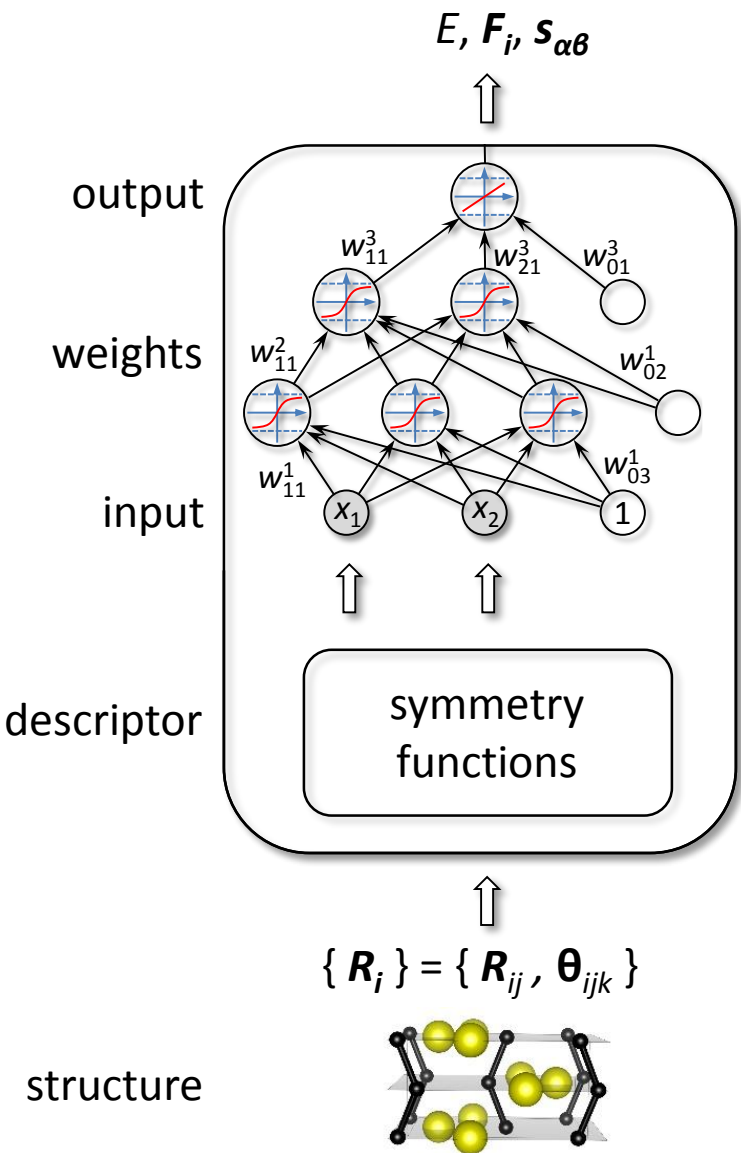 E, F_i, s_αβ
output
w^3_11 w^3_21 w^3_01
weights
w^2_11 w^1_02
w^1_11 w^1_03
input
x_1 x_2 1
descriptor
symmetry
functions
{ R_i } = { R_ij , θ_ijk }
structure